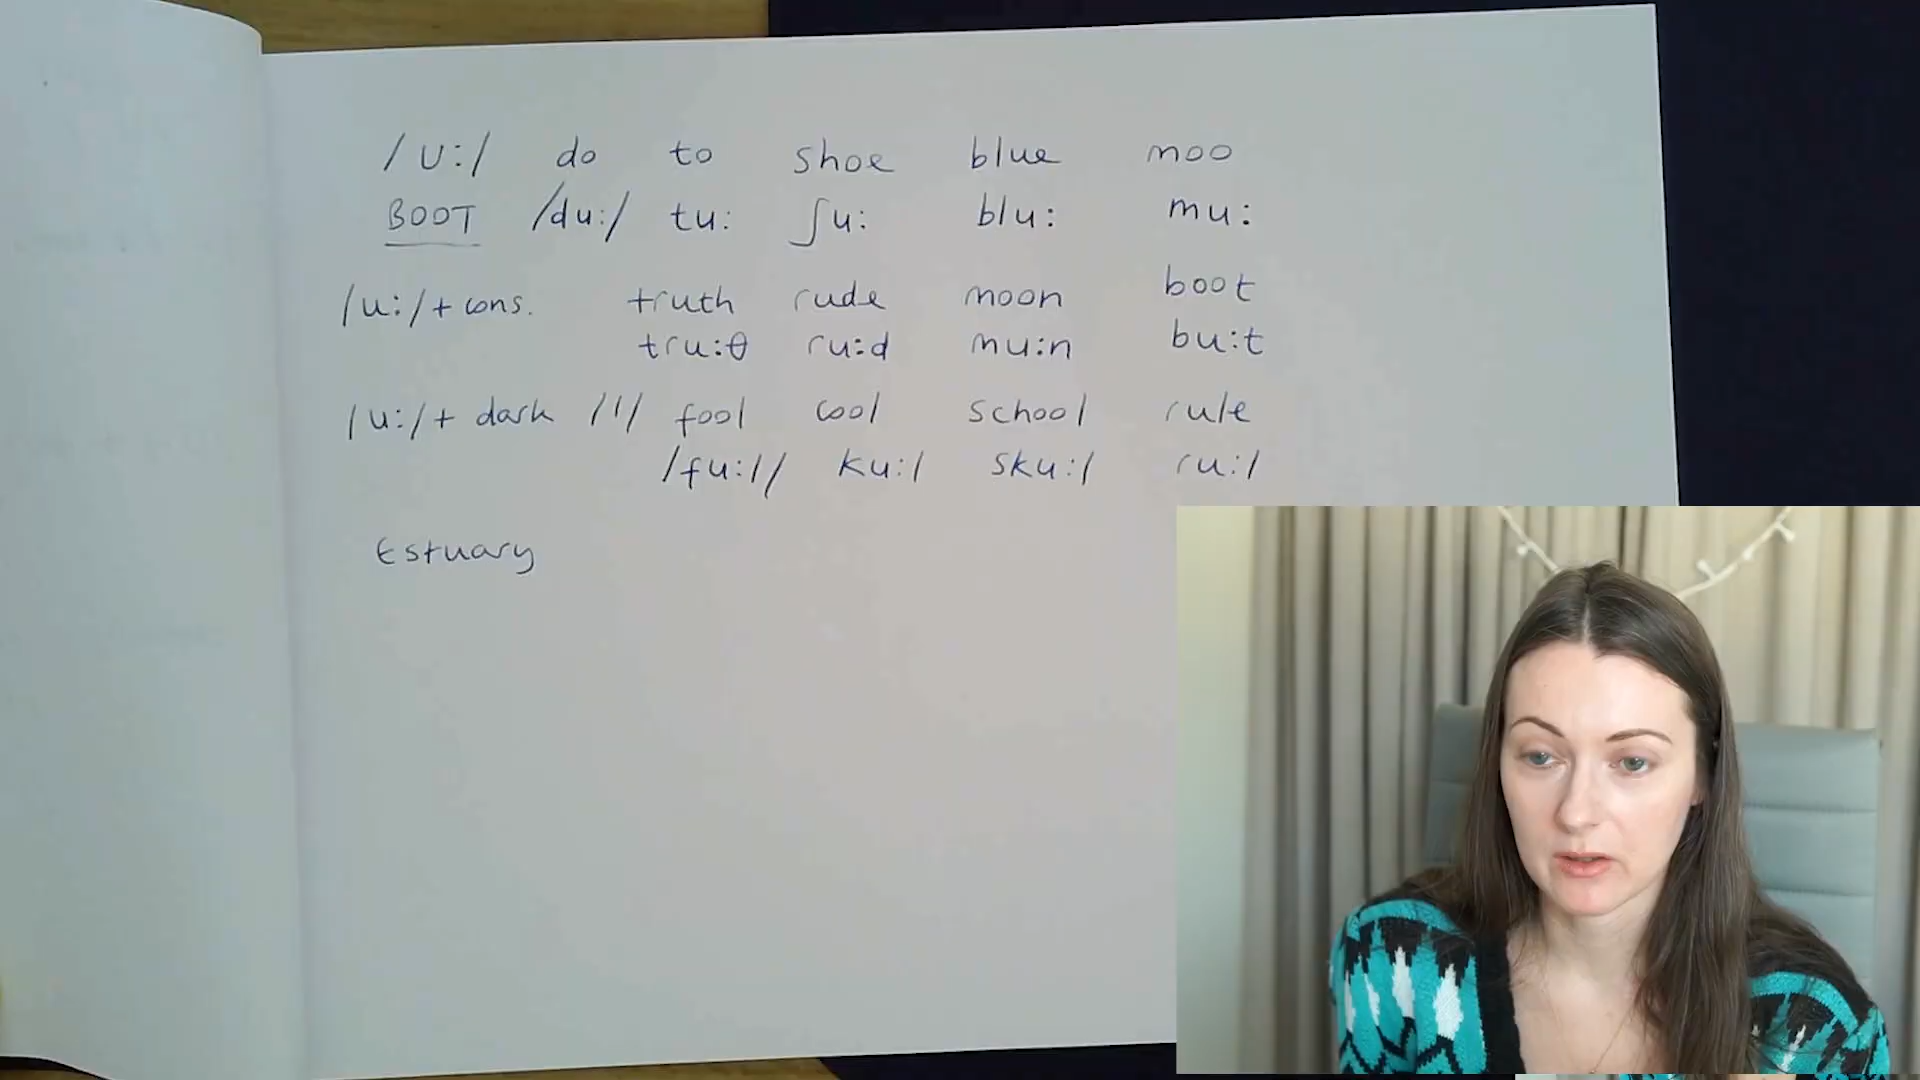 /U:/ do to shoe blue moo
BOOT /du:/ tu: ʃu: blu: mu:
/u:/ + cons. truth rude moon boot
tru:θ ru:d mu:n bu:t
/u:/ + dark /l/ fool cool school rule
/fu:l/ ku:l sku:l ru:l
Estuary